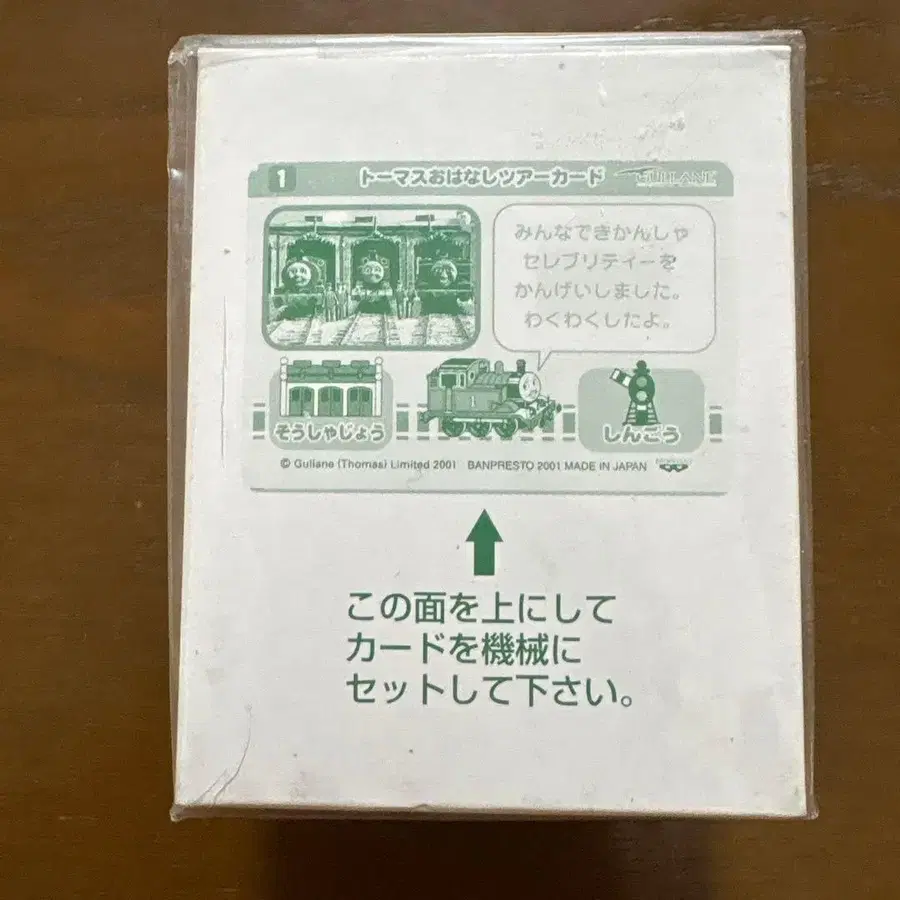 1 トーマスおはなしツアーカード GULLANE
みんなできかんしゃ
セレブリティーを
かんげいしました。
わくわくしたよ。
1
そうしゃじょう
しんごう
© Gullane (Thomas) Limited 2001 BANPRESTO 2001 MADE IN JAPAN
この面を上にして
カードを機械に
セットして下さい。